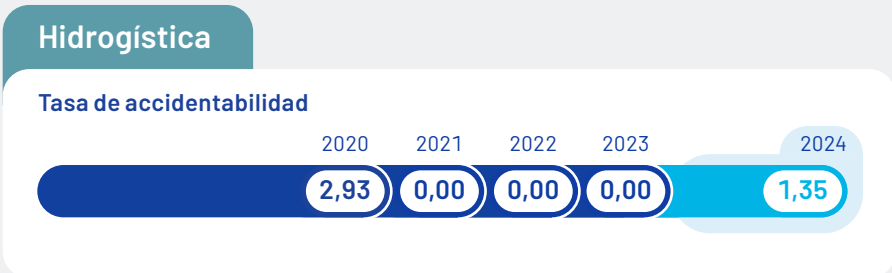 Hidrogística
Tasa de accidentabilidad
2020 2021 2022 2023 2024
2,93 0,00 0,00 0,00 1,35